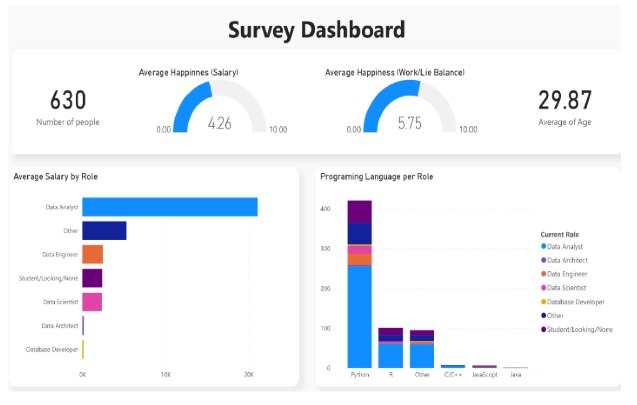 Survey Dashboard
630
Number of people
Average Happinnes (Salary)
4.26
0.00
10.00
Average Happiness (Work/Lie Balance)
5.75
0.00
10.00
29.87
Average of Age
Average Salary by Role
Data Analyst
Other
Data Engineer
Student/Looking/None
Data Scientist
Data Architect
Database Developer
0K
10K
20K
Programing Language per Role
400
300
200
100
0
Python
R
Other
C/C++
JavaScript
Java
Current Role
Data Analyst
Data Architect
Data Engineer
Data Scientist
Database Developer
Other
Student/Looking/None